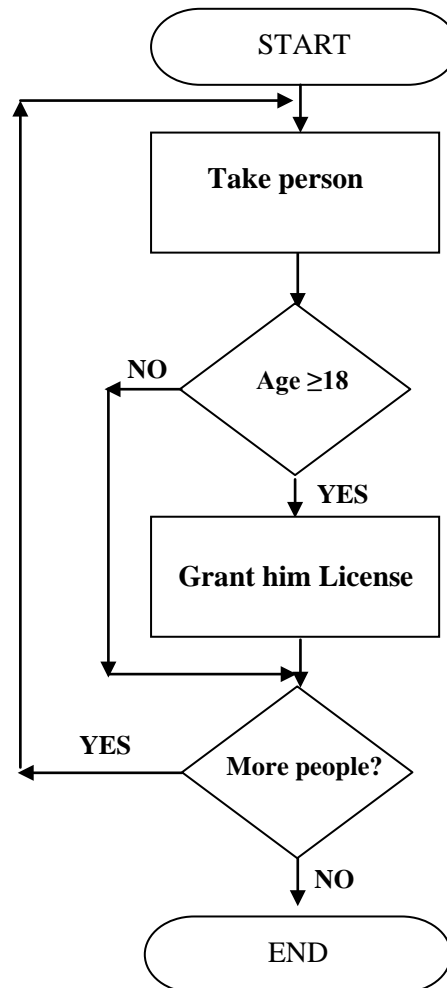 START
Take person
Age ≥18
NO
YES
Grant him License
More people?
YES
NO
END